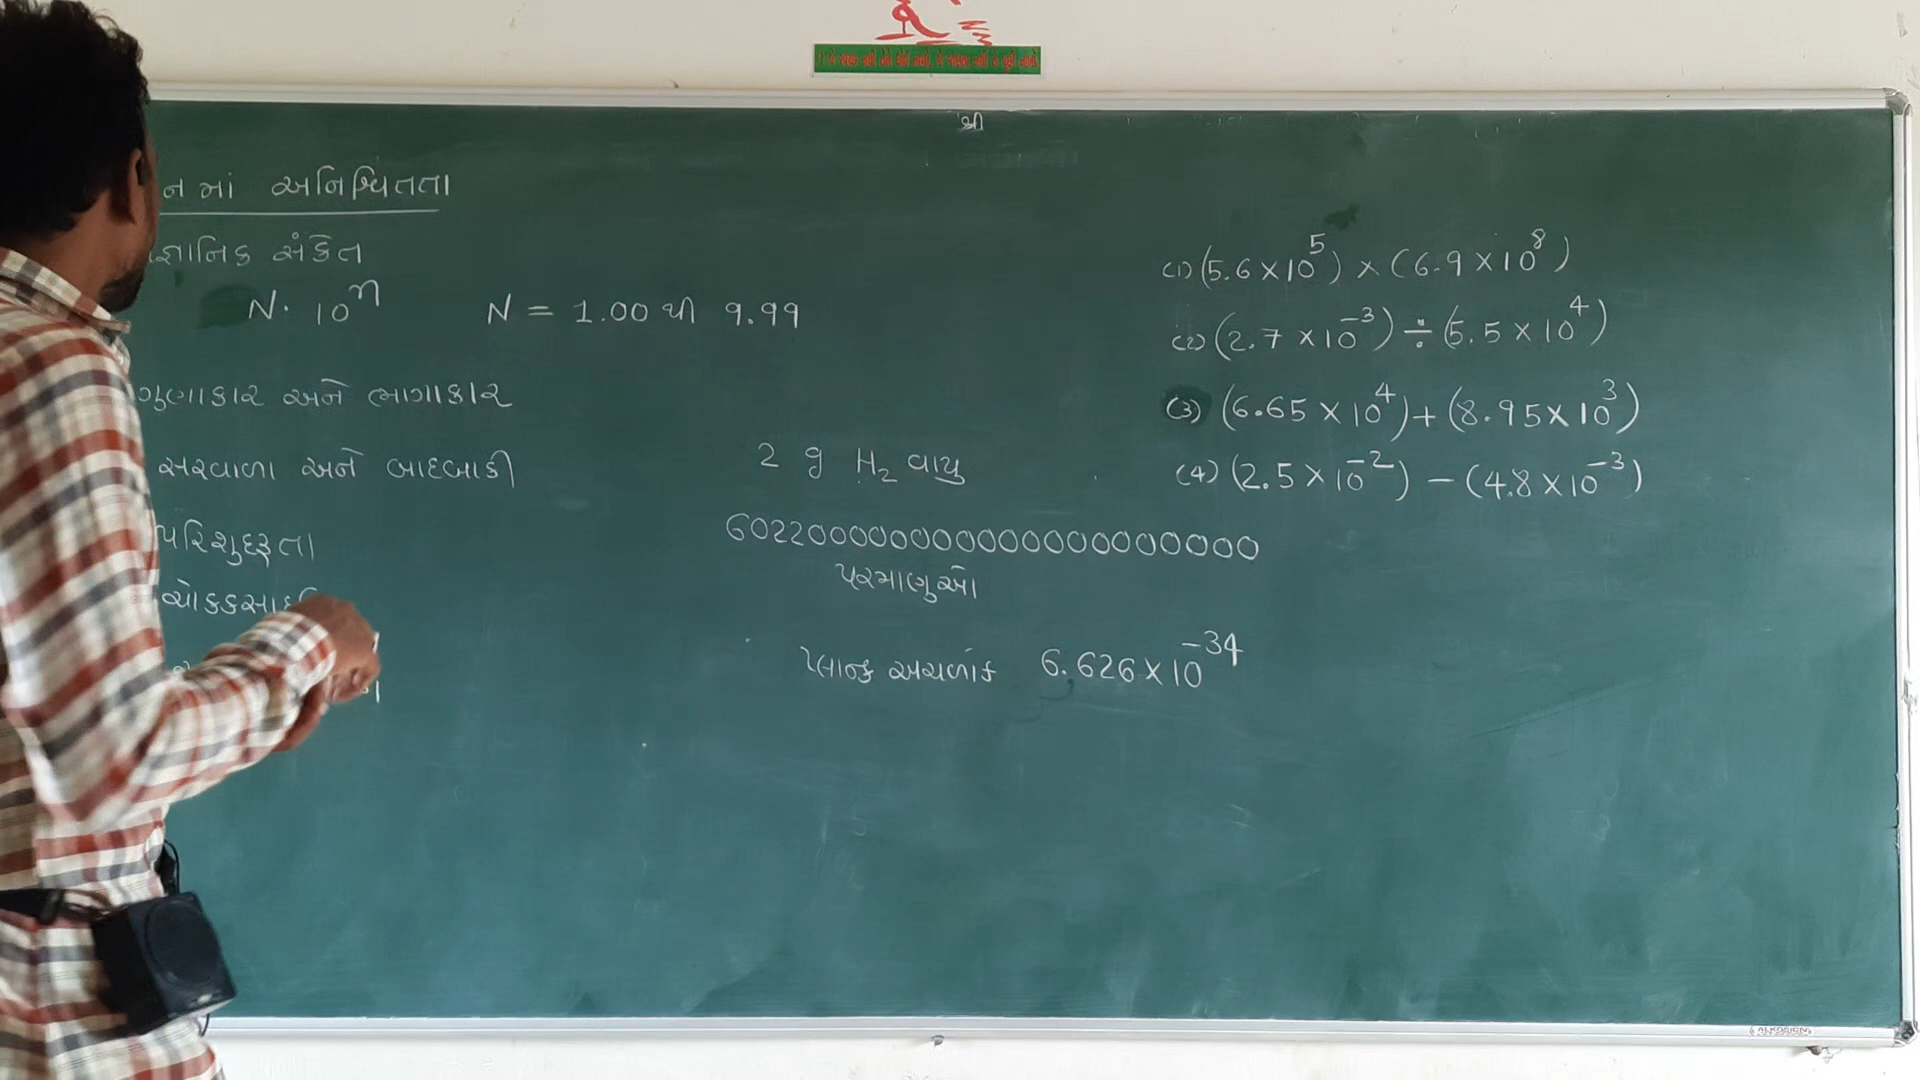 શ્રી
માં અનિશ્ચિતતા
સંકેત
N. 10^n N = 1.00 થી 9.99
ગુણાકાર અને ભાગાકાર
સરવાળા અને બાદબાકી
પરિશુદ્ધતા
2 g H₂ વાયુ
પરમાણુઓ
પ્લાન્ક અચળાંક 6.626 × 10⁻³⁴
(1) (5.6 × 10⁵) × (6.9 × 10⁸)
(2) (2.7 × 10⁻³) ÷ (5.5 × 10⁴)
(3) (6.65 × 10⁴) + (8.95 × 10³)
(4) (2.5 × 10⁻²) − (4.8 × 10⁻³)
ALKOSIGN